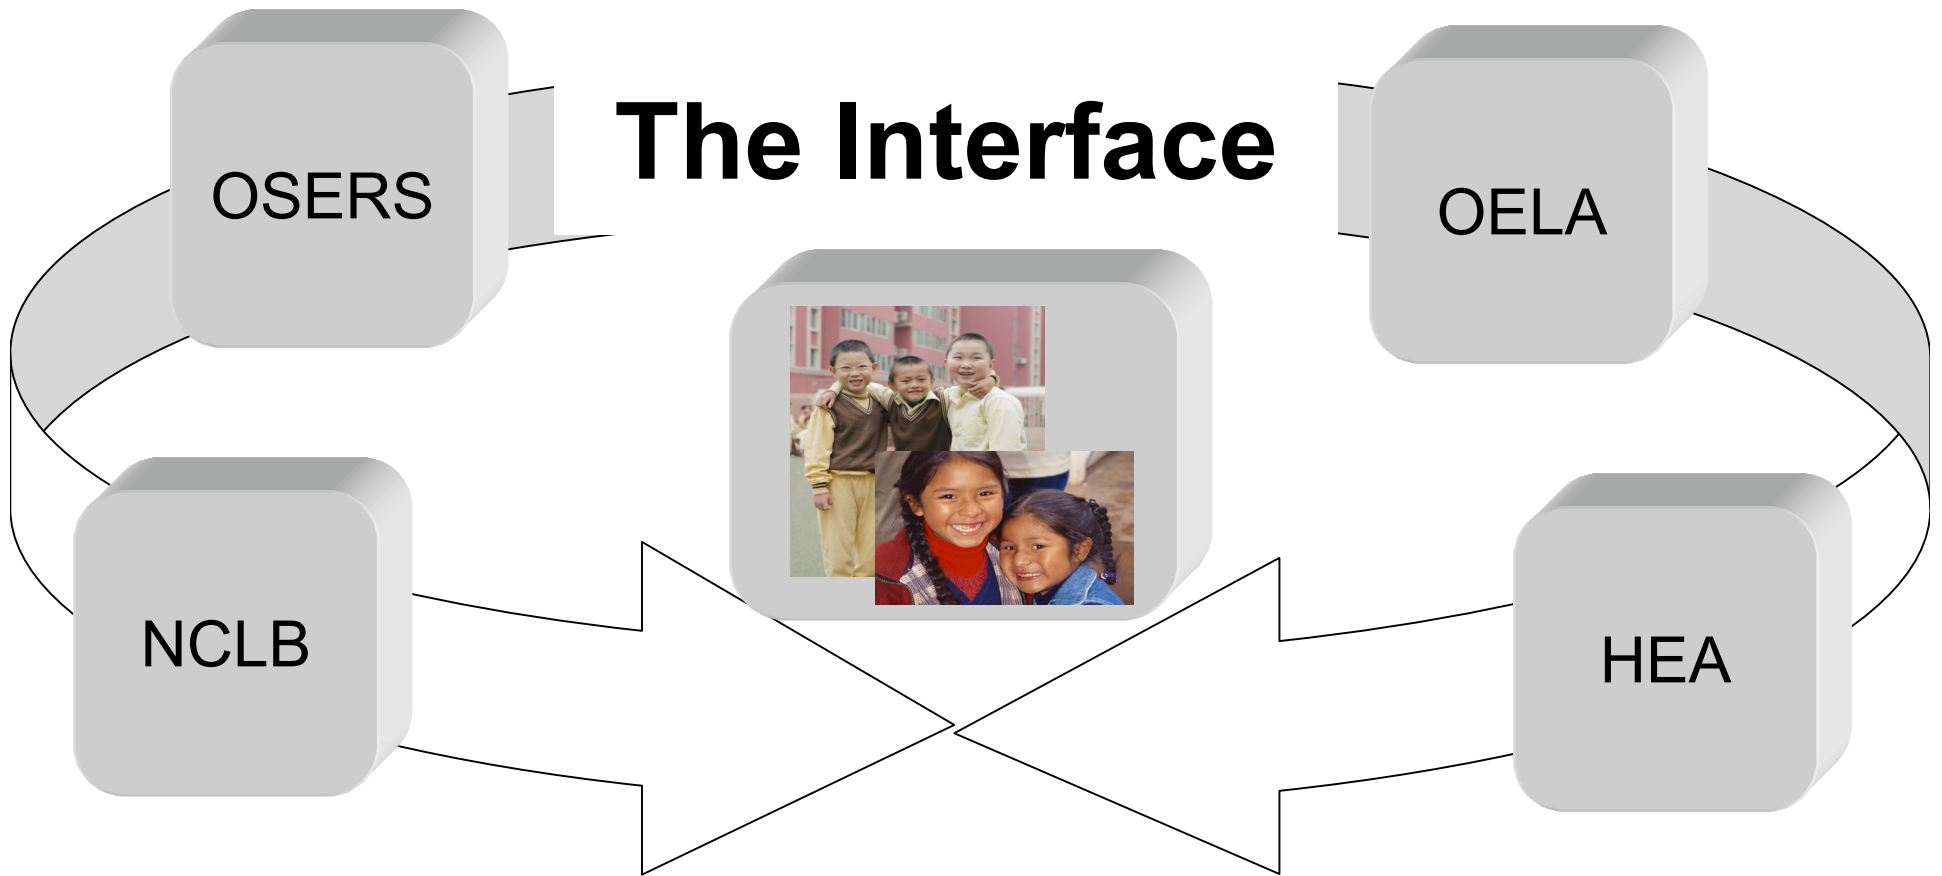 The Interface
OSERS
OELA
NCLB
HEA